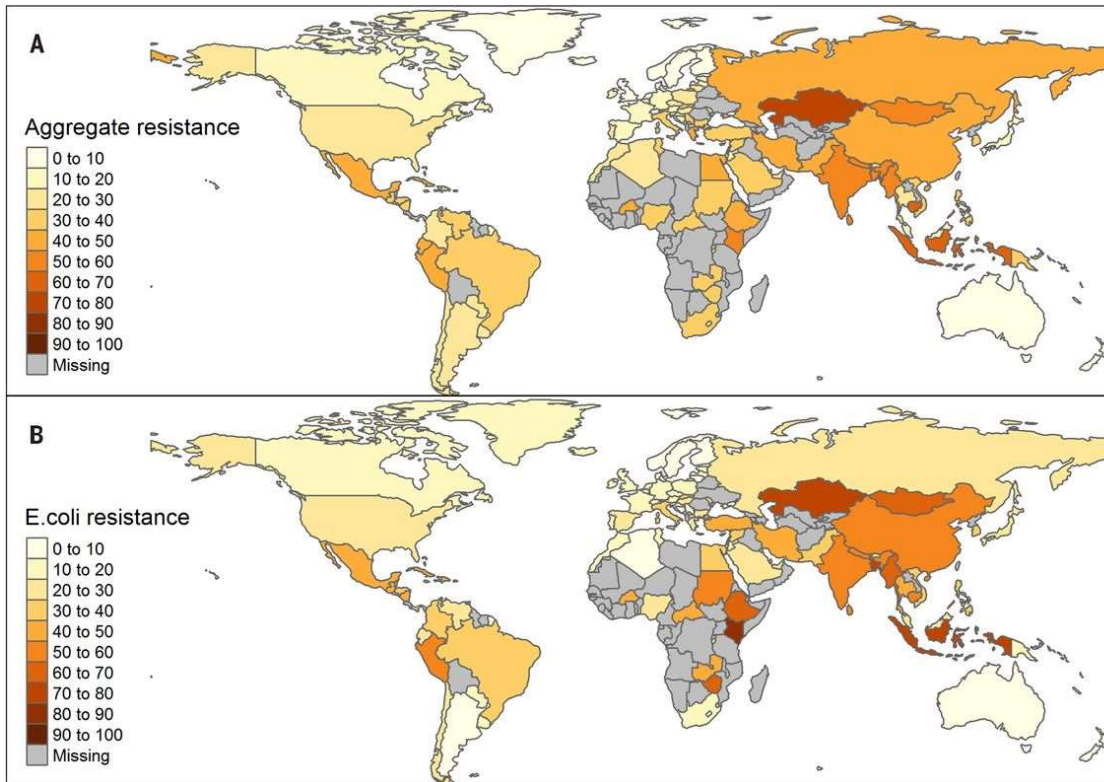 A
Aggregate resistance
0 to 10
10 to 20
20 to 30
30 to 40
40 to 50
50 to 60
60 to 70
70 to 80
80 to 90
90 to 100
Missing
B
E.coli resistance
0 to 10
10 to 20
20 to 30
30 to 40
40 to 50
50 to 60
60 to 70
70 to 80
80 to 90
90 to 100
Missing